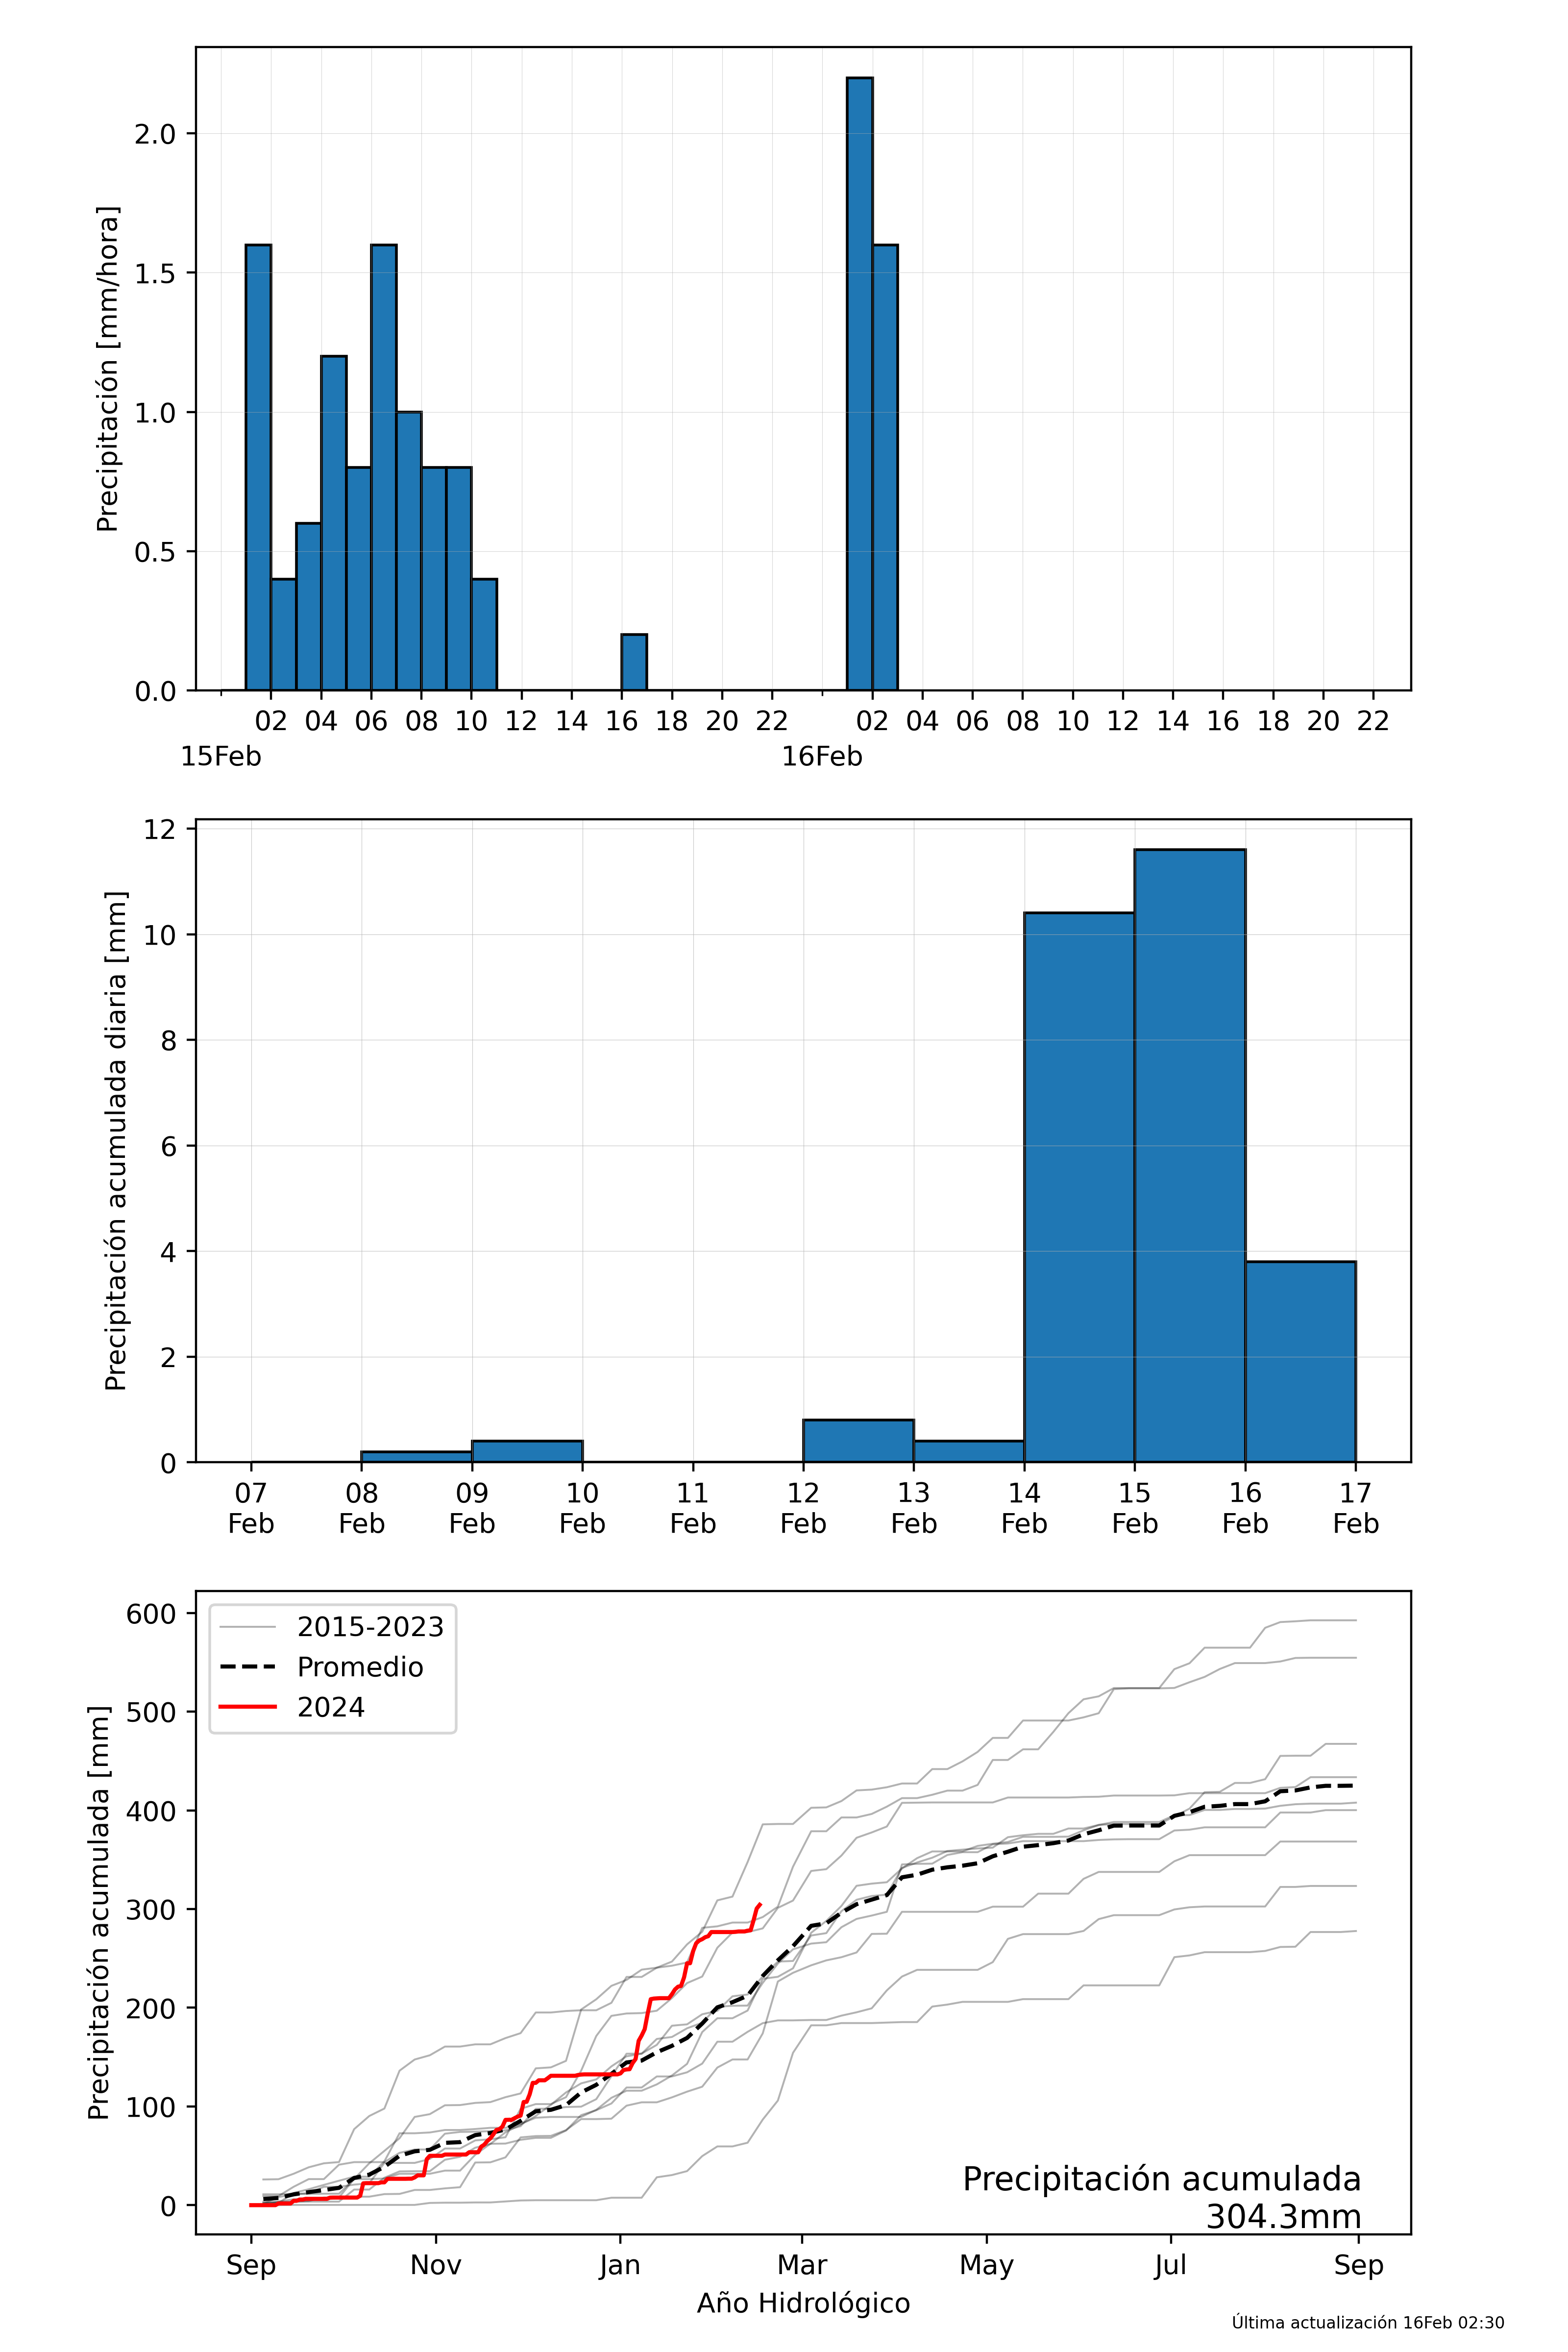 2.0
1.5
1.0
0.5
0.0
Precipitación [mm/hora]
02 04 06 08 10 12 14 16 18 20 22 02 04 06 08 10 12 14 16 18 20 22
15Feb 16Feb
12
10
8
6
4
2
0
Precipitación acumulada diaria [mm]
07 08 09 10 11 12 13 14 15 16 17
Feb Feb Feb Feb Feb Feb Feb Feb Feb Feb Feb
600
500
400
300
200
100
0
Precipitación acumulada [mm]
2015-2023
Promedio
2024
Precipitación acumulada
304.3mm
Sep Nov Jan Mar May Jul Sep
Año Hidrológico
Última actualización 16Feb 02:30